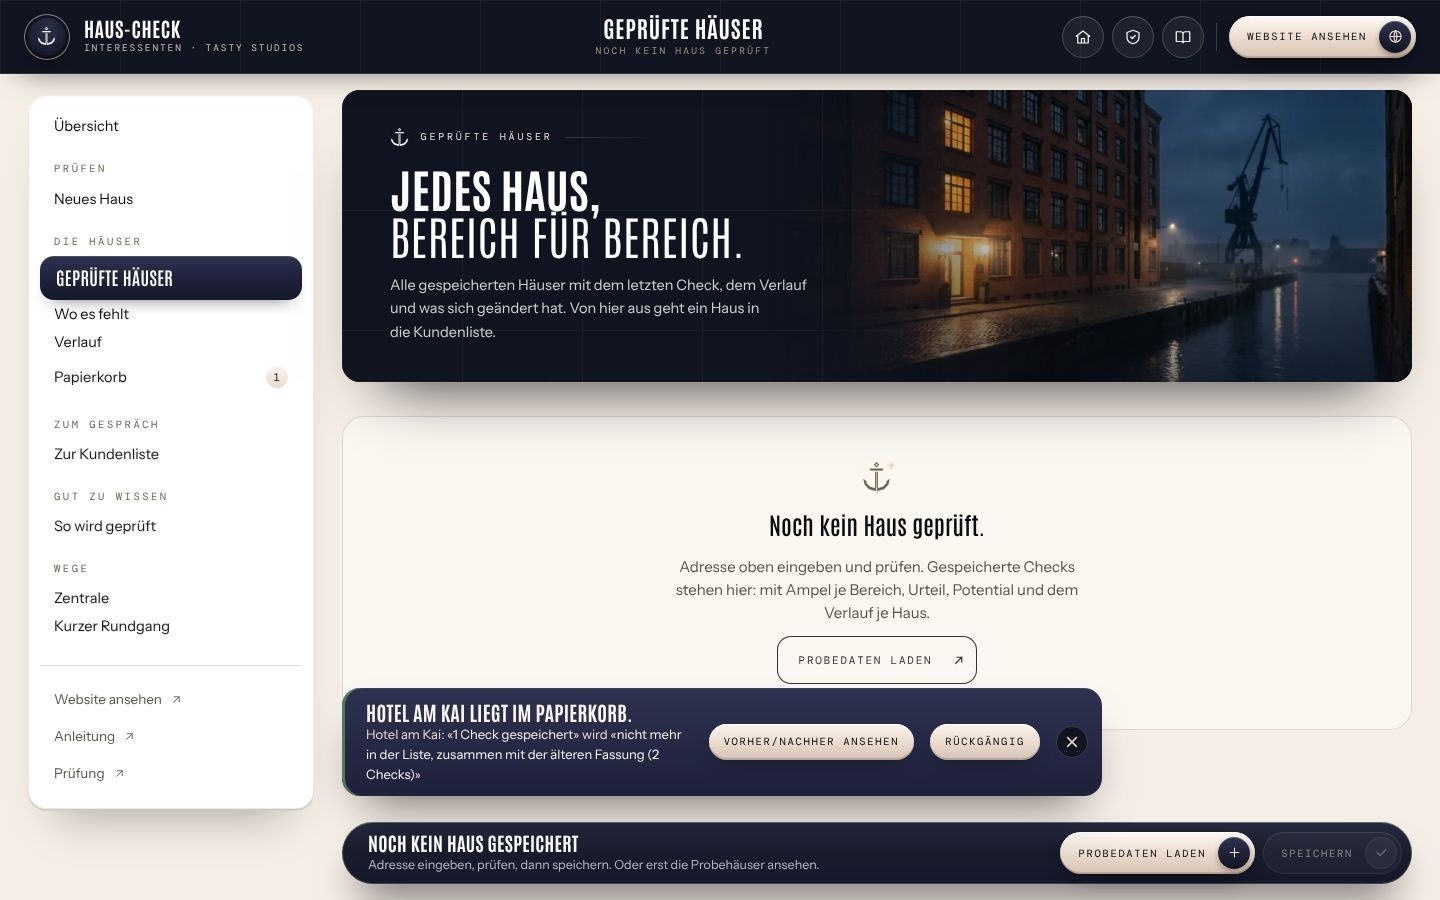 HAUS-CHECK
INTERESSENTEN · TASTY STUDIOS
GEPRÜFTE HÄUSER
NOCH KEIN HAUS GEPRÜFT
WEBSITE ANSEHEN
Übersicht
PRÜFEN
Neues Haus
DIE HÄUSER
GEPRÜFTE HÄUSER
Wo es fehlt
Verlauf
Papierkorb 1
ZUM GESPRÄCH
Zur Kundenliste
GUT ZU WISSEN
So wird geprüft
WEGE
Zentrale
Kurzer Rundgang
Website ansehen
Anleitung
Prüfung
GEPRÜFTE HÄUSER
JEDES HAUS,
BEREICH FÜR BEREICH.
Alle gespeicherten Häuser mit dem letzten Check, dem Verlauf
und was sich geändert hat. Von hier aus geht ein Haus in
die Kundenliste.
Noch kein Haus geprüft.
Adresse oben eingeben und prüfen. Gespeicherte Checks
stehen hier: mit Ampel je Bereich, Urteil, Potential und dem
Verlauf je Haus.
PROBEDATEN LADEN
HOTEL AM KAI LIEGT IM PAPIERKORB.
Hotel am Kai: «1 Check gespeichert» wird «nicht mehr
in der Liste, zusammen mit der älteren Fassung (2
Checks)»
VORHER/NACHHER ANSEHEN
RÜCKGÄNGIG
NOCH KEIN HAUS GESPEICHERT
Adresse eingeben, prüfen, dann speichern. Oder erst die Probehäuser ansehen.
PROBEDATEN LADEN
SPEICHERN